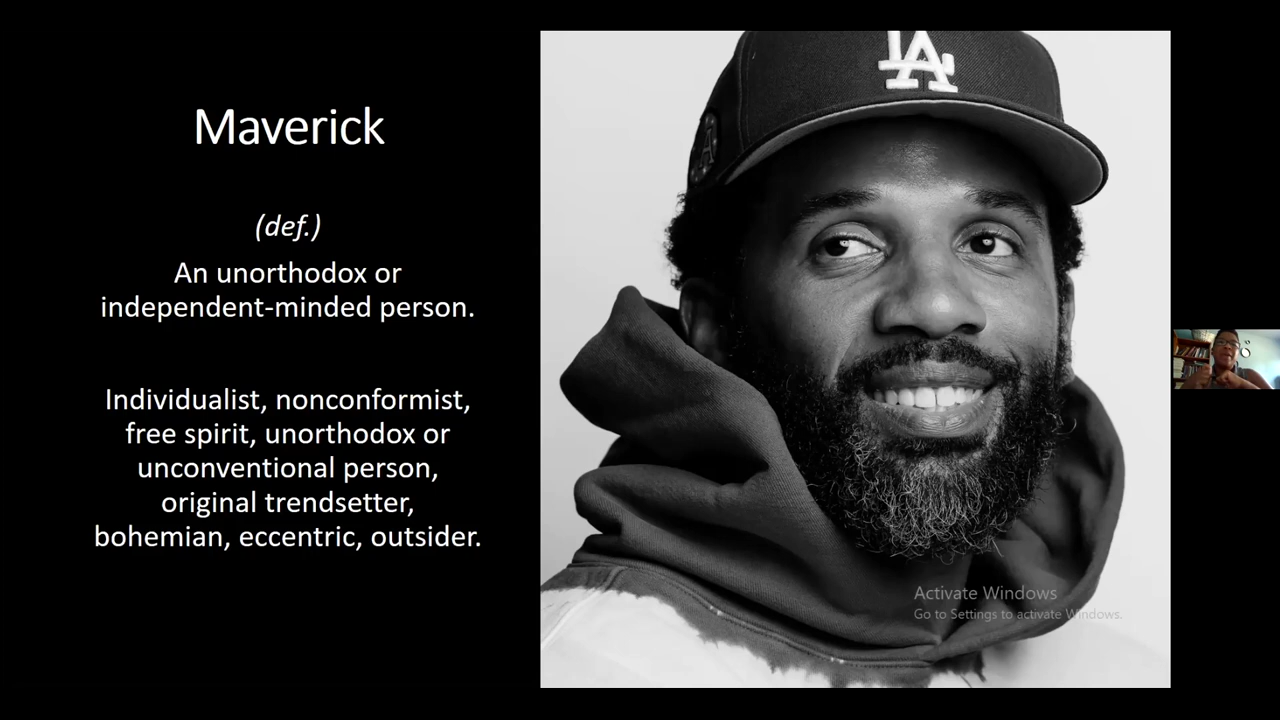 Maverick
(def.)
An unorthodox or
independent-minded person.
Individualist, nonconformist,
free spirit, unorthodox or
unconventional person,
original trendsetter,
bohemian, eccentric, outsider.
LA
A
Activate Windows
Go to Settings to activate Windows.